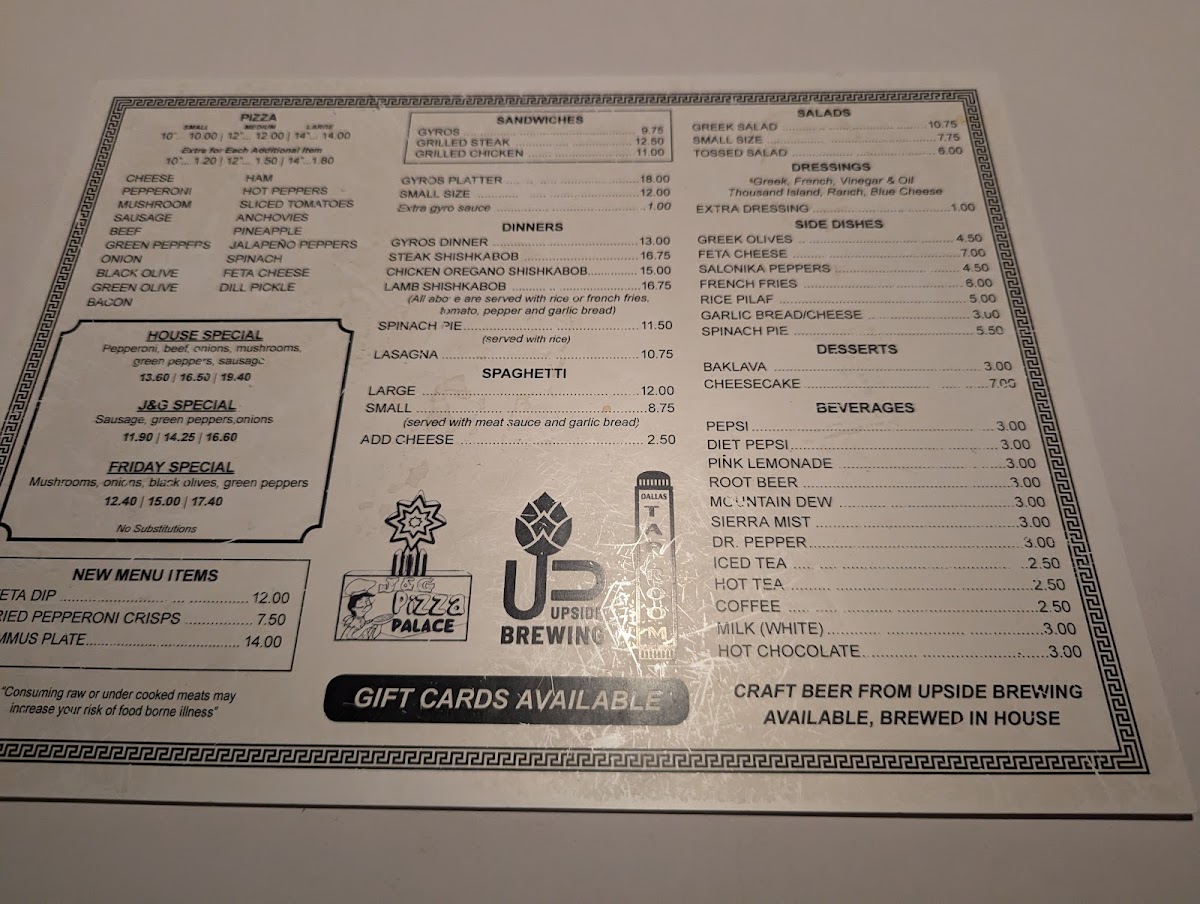 PIZZA
SMALL MEDIUM LARGE
10"... 10.00 | 12"... 12.00 | 14"... 14.00
Extra for Each Additional Item
10"... 1.20 | 12"... 1.50 | 14"...1.80
CHEESE
PEPPERONI
MUSHROOM
SAUSAGE
BEEF
GREEN PEPPERS
ONION
BLACK OLIVE
GREEN OLIVE
BACON
HAM
HOT PEPPERS
SLICED TOMATOES
ANCHOVIES
PINEAPPLE
JALAPEÑO PEPPERS
SPINACH
FETA CHEESE
DILL PICKLE
HOUSE SPECIAL
Pepperoni, beef, onions, mushrooms,
green peppers, sausage
13.60 | 16.50 | 19.40
J&G SPECIAL
Sausage, green peppers,onions
11.90 | 14.25 | 16.60
FRIDAY SPECIAL
Mushrooms, onions, black olives, green peppers
12.40 | 15.00 | 17.40
No Substitutions
NEW MENU ITEMS
ETA DIP 12.00
RIED PEPPERONI CRISPS 7.50
MMUS PLATE 14.00
"Consuming raw or under cooked meats may
increase your risk of food borne illness"
SANDWICHES
GYROS 9.75
GRILLED STEAK 12.50
GRILLED CHICKEN 11.00
GYROS PLATTER 18.00
SMALL SIZE 12.00
Extra gyro sauce 1.00
DINNERS
GYROS DINNER 13.00
STEAK SHISHKABOB 16.75
CHICKEN OREGANO SHISHKABOB 15.00
LAMB SHISHKABOB 16.75
(All above are served with rice or french fries,
tomato, pepper and garlic bread)
SPINACH PIE 11.50
(served with rice)
LASAGNA 10.75
SPAGHETTI
LARGE 12.00
SMALL 8.75
(served with meat sauce and garlic bread)
ADD CHEESE 2.50
J&G
PIZZA
PALACE
UP
UPSIDE
BREWING
DALLAS
TAPROOM
GIFT CARDS AVAILABLE
SALADS
GREEK SALAD 10.75
SMALL SIZE 7.75
TOSSED SALAD 6.00
DRESSINGS
*Greek, French, Vinegar & Oil
Thousand Island, Ranch, Blue Cheese
EXTRA DRESSING 1.00
SIDE DISHES
GREEK OLIVES 4.50
FETA CHEESE 7.00
SALONIKA PEPPERS 4.50
FRENCH FRIES 6.00
RICE PILAF 5.00
GARLIC BREAD/CHEESE 3.00
SPINACH PIE 5.50
DESSERTS
BAKLAVA 3.00
CHEESECAKE 7.00
BEVERAGES
PEPSI 3.00
DIET PEPSI 3.00
PINK LEMONADE 3.00
ROOT BEER 3.00
MOUNTAIN DEW 3.00
SIERRA MIST 3.00
DR. PEPPER 3.00
ICED TEA 2.50
HOT TEA 2.50
COFFEE 2.50
MILK (WHITE) 3.00
HOT CHOCOLATE 3.00
CRAFT BEER FROM UPSIDE BREWING
AVAILABLE, BREWED IN HOUSE